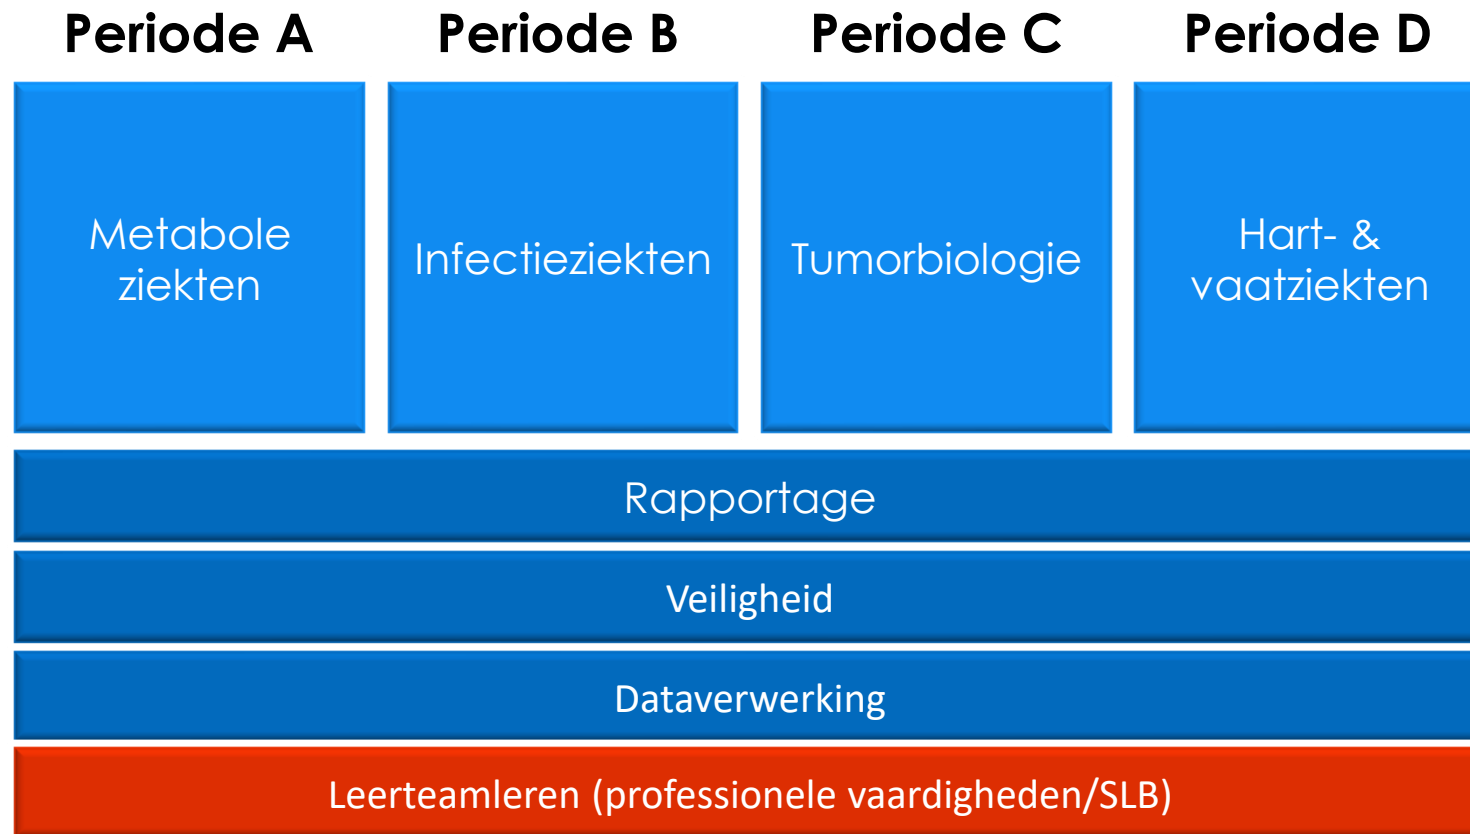 Periode A Periode B Periode C Periode D
Metabole
ziekten
Infectieziekten
Tumorbiologie
Hart- &
vaatziekten
Rapportage
Veiligheid
Dataverwerking
Leerteamleren (professionele vaardigheden/SLB)